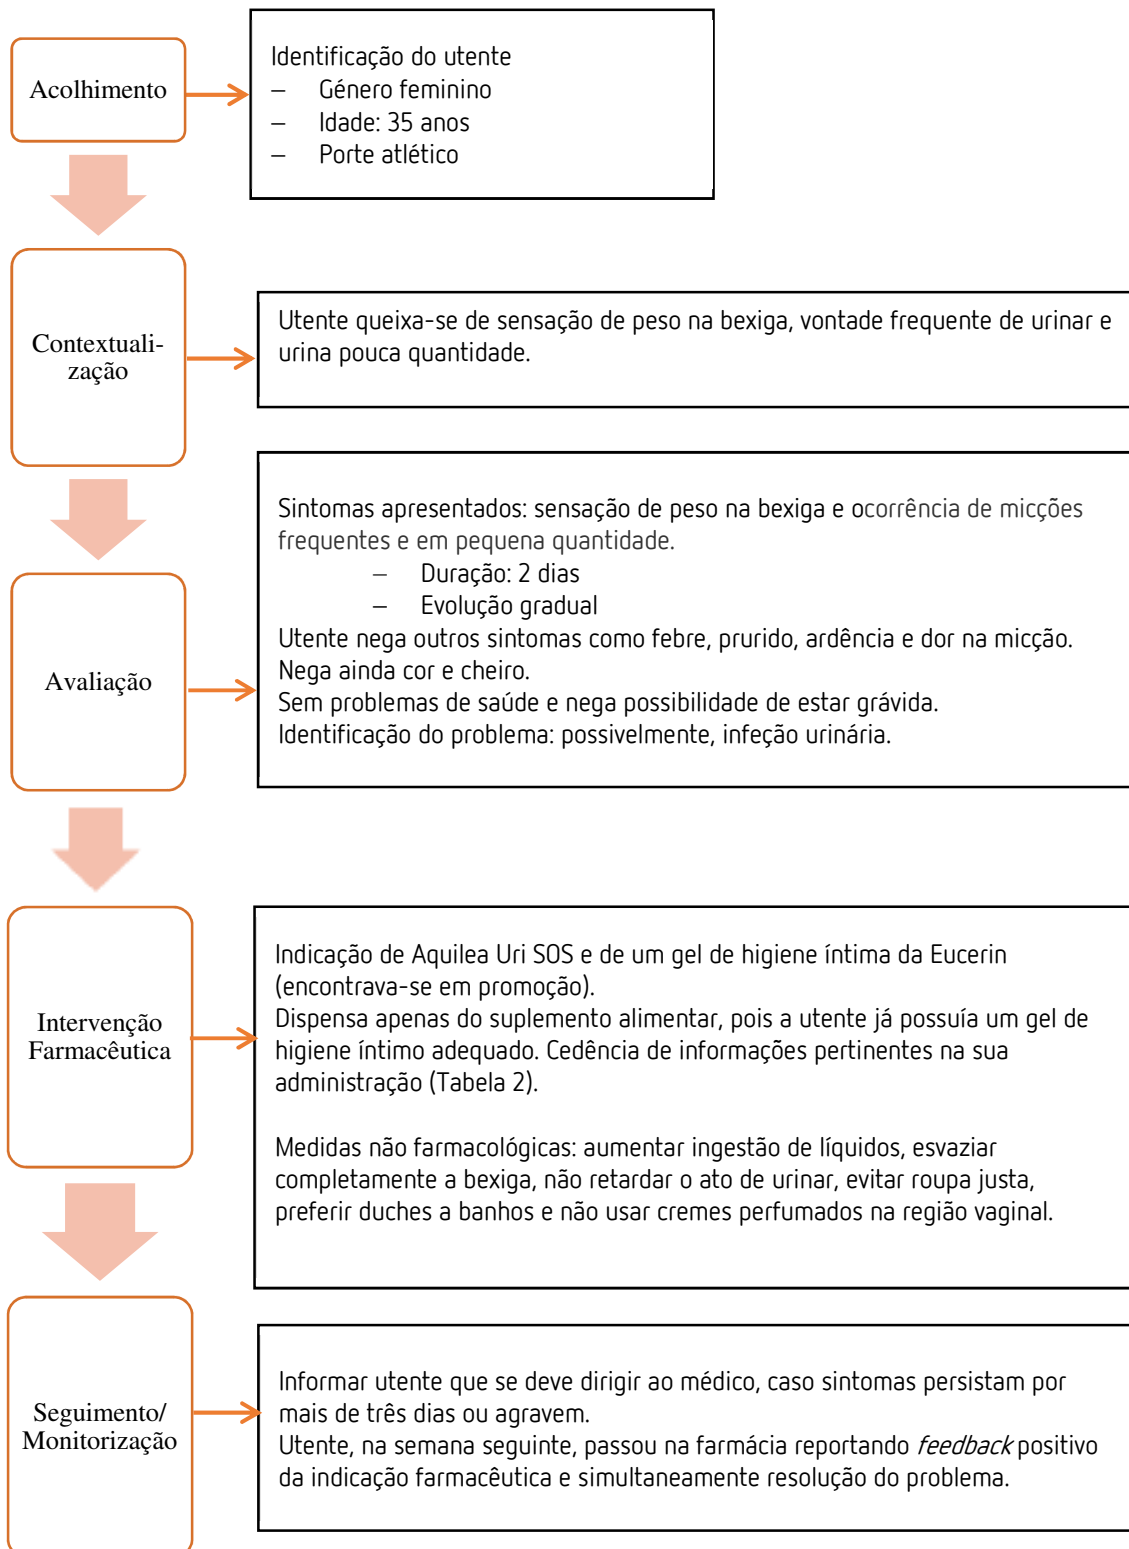 Acolhimento
Identificação do utente
– Género feminino
– Idade: 35 anos
– Porte atlético
Contextuali-
zação
Utente queixa-se de sensação de peso na bexiga, vontade frequente de urinar e
urina pouca quantidade.
Avaliação
Sintomas apresentados: sensação de peso na bexiga e ocorrência de micções
frequentes e em pequena quantidade.
– Duração: 2 dias
– Evolução gradual
Utente nega outros sintomas como febre, prurido, ardência e dor na micção.
Nega ainda cor e cheiro.
Sem problemas de saúde e nega possibilidade de estar grávida.
Identificação do problema: possivelmente, infeção urinária.
Intervenção
Farmacêutica
Indicação de Aquilea Uri SOS e de um gel de higiene íntima da Eucerin
(encontrava-se em promoção).
Dispensa apenas do suplemento alimentar, pois a utente já possuía um gel de
higiene íntimo adequado. Cedência de informações pertinentes na sua
administração (Tabela 2).
Medidas não farmacológicas: aumentar ingestão de líquidos, esvaziar
completamente a bexiga, não retardar o ato de urinar, evitar roupa justa,
preferir duches a banhos e não usar cremes perfumados na região vaginal.
Seguimento/
Monitorização
Informar utente que se deve dirigir ao médico, caso sintomas persistam por
mais de três dias ou agravem.
Utente, na semana seguinte, passou na farmácia reportando feedback positivo
da indicação farmacêutica e simultaneamente resolução do problema.